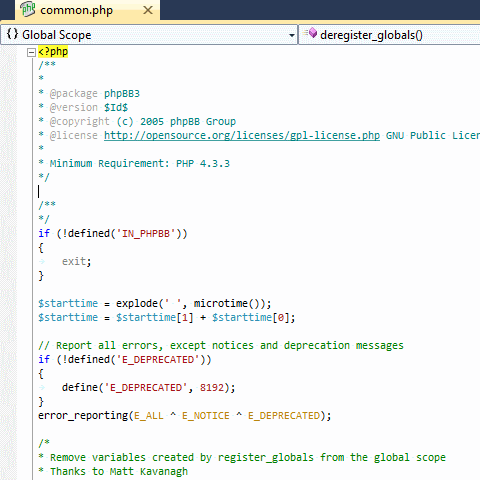 common.php
{} Global Scope
deregister_globals()
<?php
/**
*
* @package phpBB3
* @version $Id$
* @copyright (c) 2005 phpBB Group
* @license http://opensource.org/licenses/gpl-license.php GNU Public Licen
*
* Minimum Requirement: PHP 4.3.3
*/
/**
*/
if (!defined('IN_PHPBB'))
{
exit;
}
$starttime = explode(' ', microtime());
$starttime = $starttime[1] + $starttime[0];
// Report all errors, except notices and deprecation messages
if (!defined('E_DEPRECATED'))
{
define('E_DEPRECATED', 8192);
}
error_reporting(E_ALL ^ E_NOTICE ^ E_DEPRECATED);
/*
* Remove variables created by register_globals from the global scope
* Thanks to Matt Kavanagh